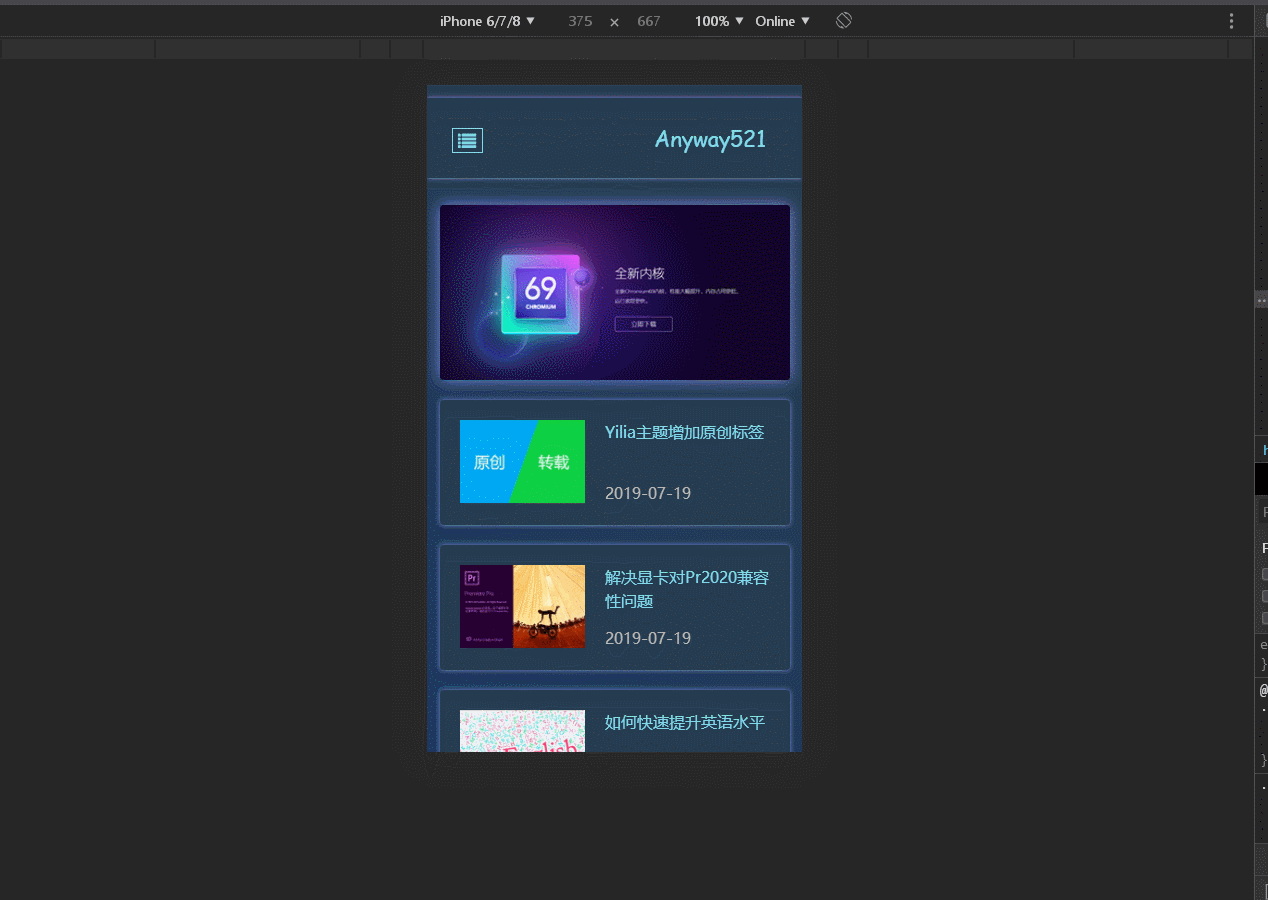 iPhone 6/7/8 ▼ 375 × 667 100% ▼ Online ▼
Anyway521
69
CHROMIUM
全新内核
立即下载
原创 转载
Yilia主题增加原创标签
2019-07-19
Pr
解决显卡对Pr2020兼容
性问题
2019-07-19
English
如何快速提升英语水平